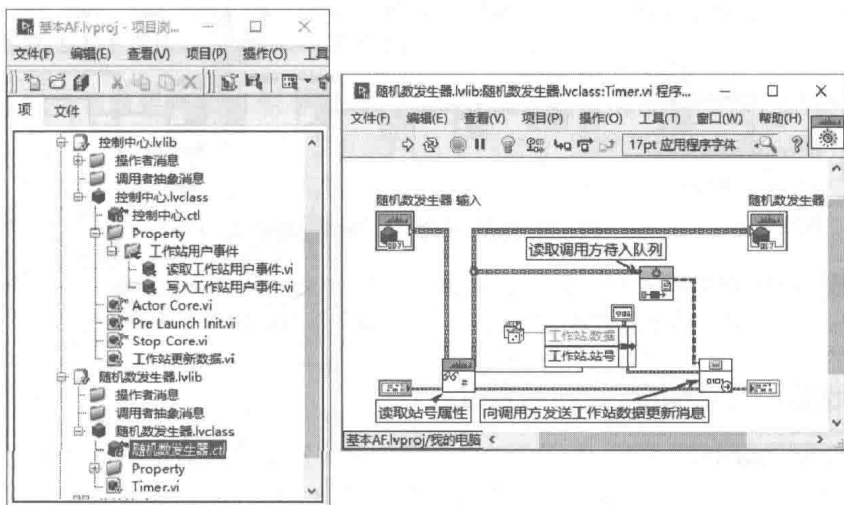 基本AF.lvproj - 项目浏...
文件(F) 编辑(E) 查看(V) 项目(P) 操作(O) 工具
项 文件
控制中心.lvlib
操作者消息
调用者抽象消息
控制中心.lvclass
控制中心.ctl
Property
工作站用户事件
读取工作站用户事件.vi
写入工作站用户事件.vi
Actor Core.vi
Pre Launch Init.vi
Stop Core.vi
工作站更新数据.vi
随机数发生器.lvlib
操作者消息
调用者抽象消息
随机数发生器.lvclass
随机数发生器.ctl
Property
Timer.vi
随机数发生器.lvlib:随机数发生器.lvclass:Timer.vi 程序...
文件(F) 编辑(E) 查看(V) 项目(P) 操作(O) 工具(T) 窗口(W) 帮助(H)
17pt 应用程序字体
随机数发生器 输入
随机数发生器
读取调用方待入队列
工作站.数据
工作站.站号
读取站号属性
向调用方发送工作站数据更新消息
基本AF.lvproj/我的电脑